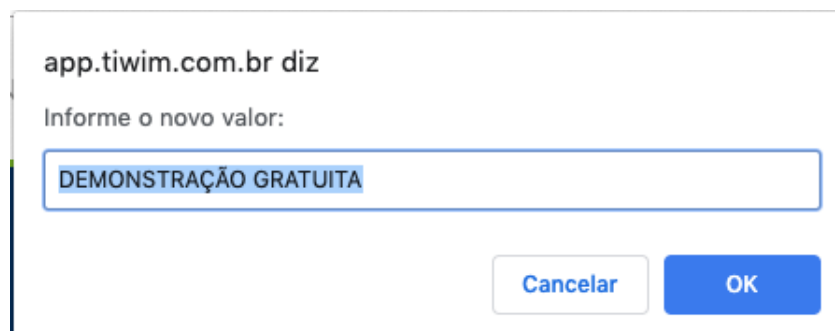 app.tiwim.com.br diz
Informe o novo valor:
DEMONSTRAÇÃO GRATUITA
Cancelar
OK